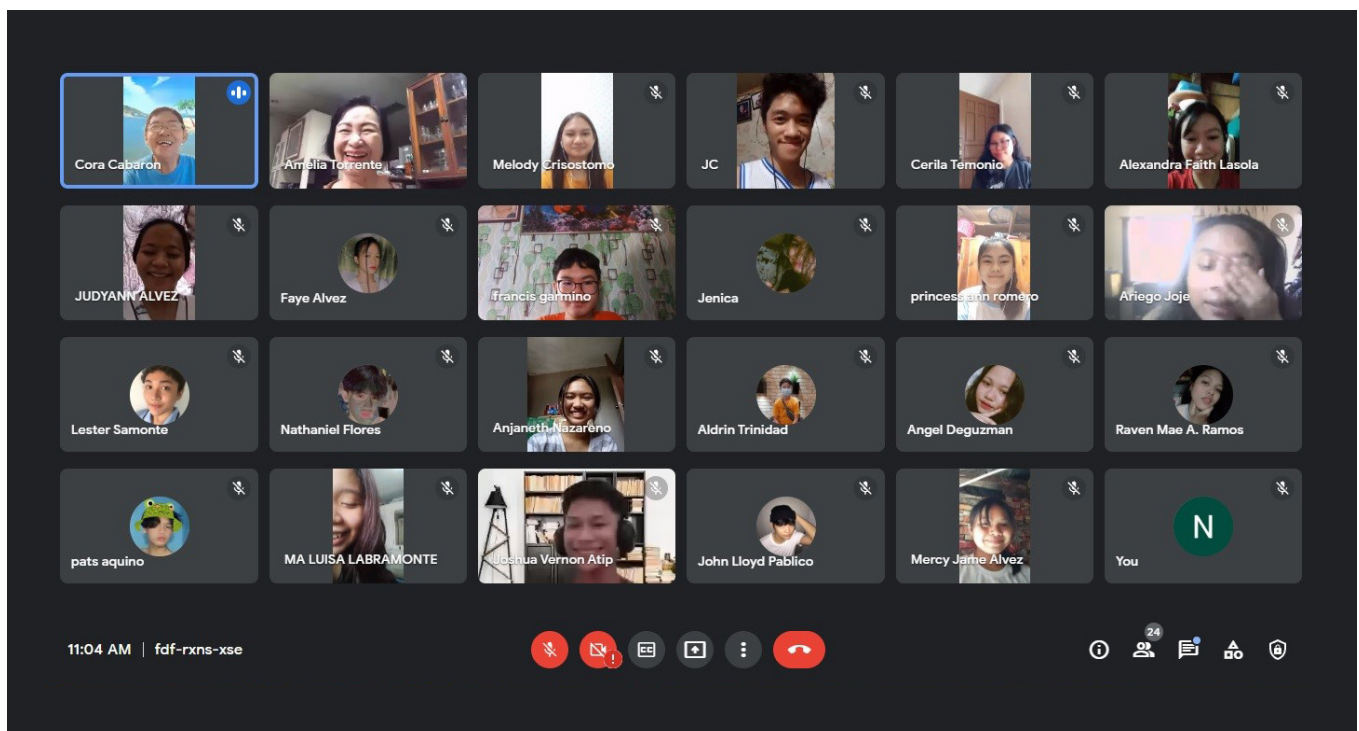 Cora Cabaron
Amelia Torrente
Melody Crisostomo
JC
Cerila Temonio
Alexandra Faith Lasola
JUDYANN ALVEZ
Faye Alvez
francis garmino
Jenica
princess ann romero
Ariego Joje
Lester Samonte
Nathaniel Flores
Anjaneth Nazareno
Aldrin Trinidad
Angel Deguzman
Raven Mae A. Ramos
pats aquino
MA LUISA LABRAMONTE
Joshua Vernon Atip
John Lloyd Pablico
Mercy Jame Alvez
N
You
11:04 AM | fdf-rxns-xse
CC
24